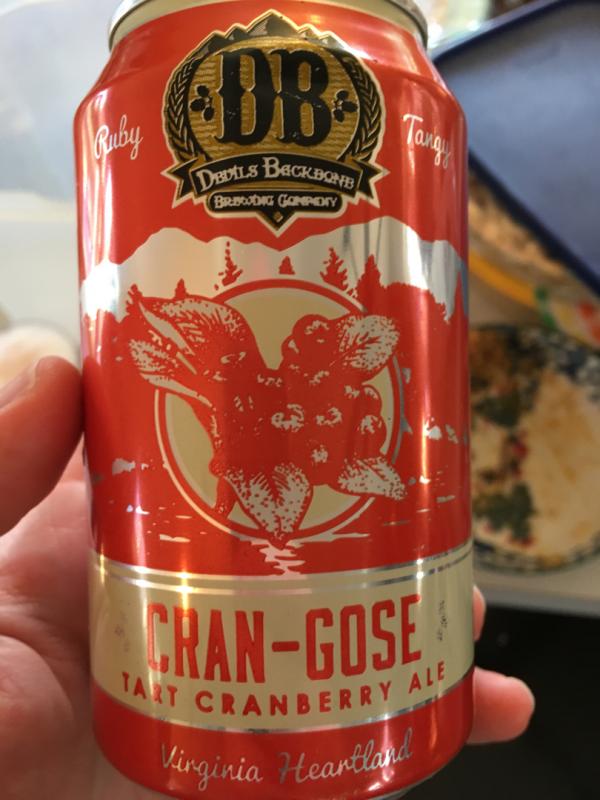 DB
Ruby
Tangy
DEVILS BACKBONE
BREWING COMPANY
CRAN-GOSE
TART CRANBERRY ALE
Virginia Heartland